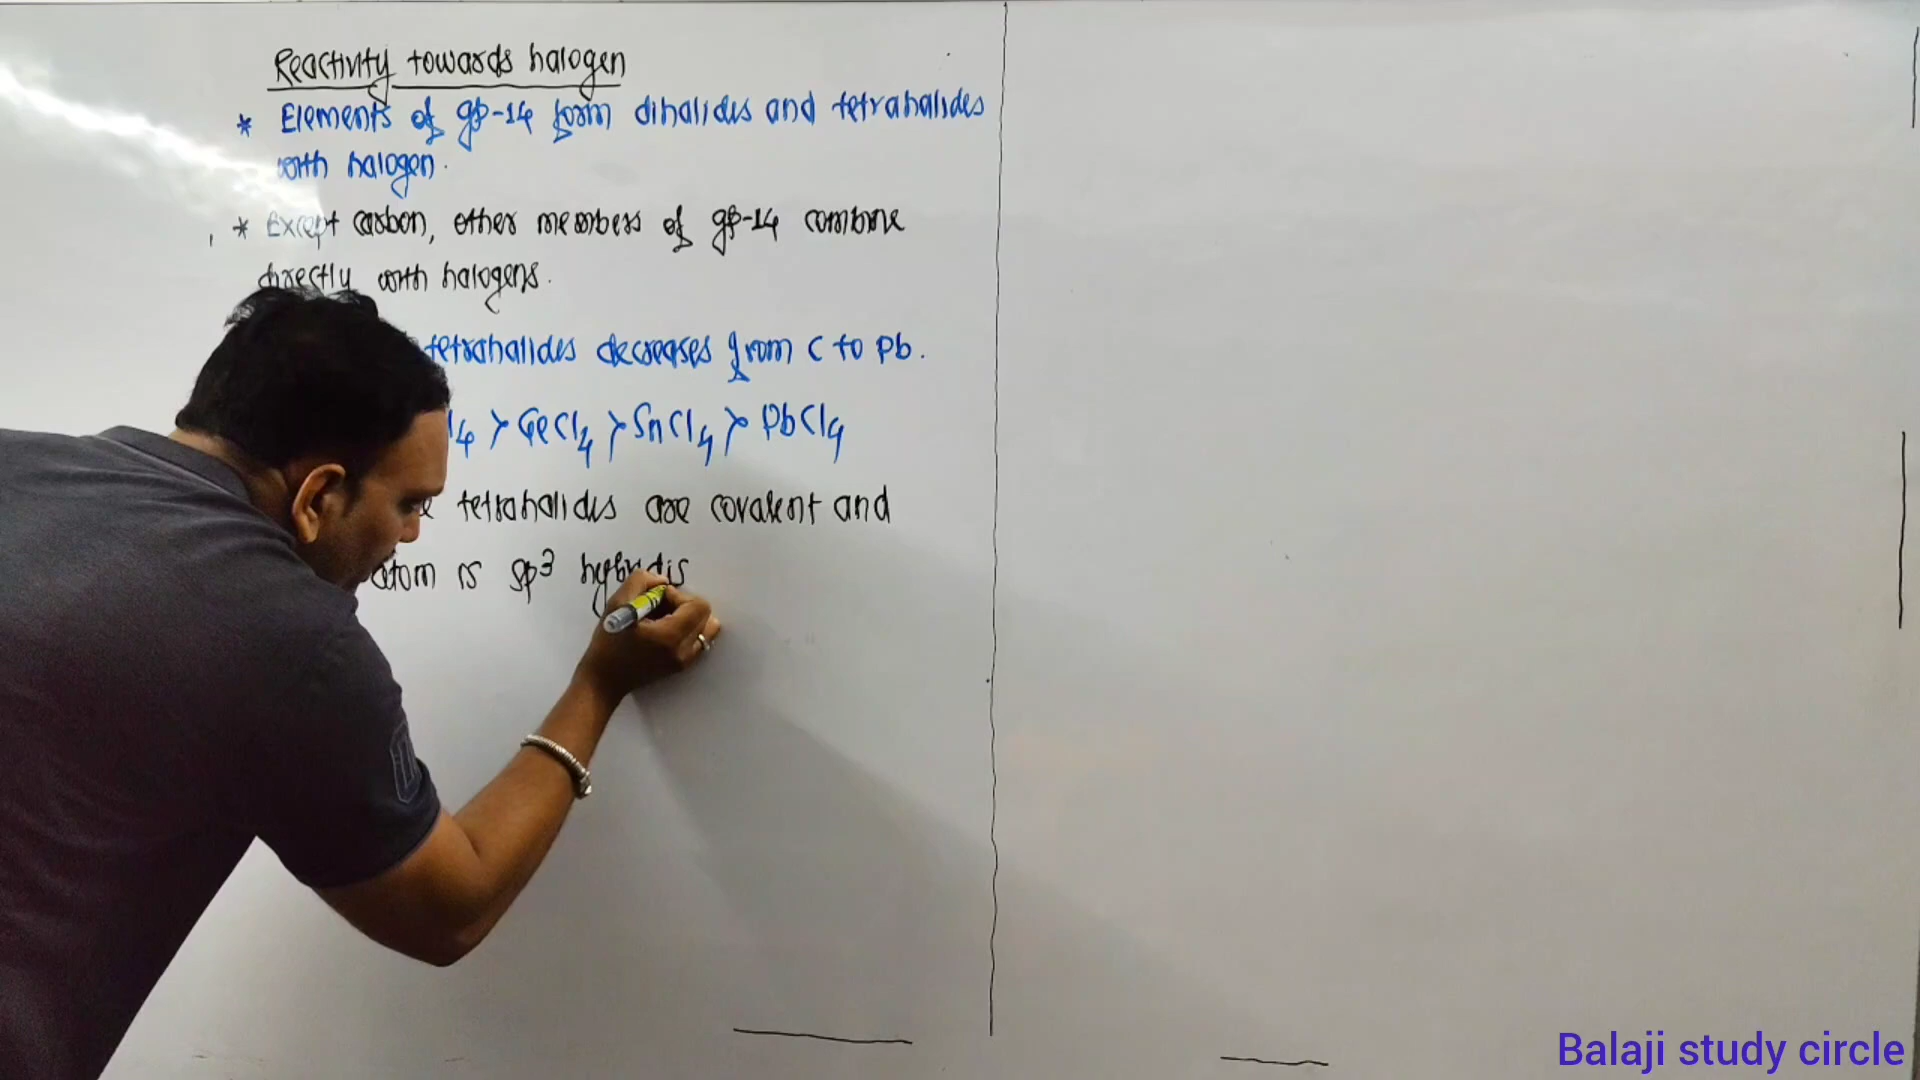 Reactivity towards halogen
* Elements of gp-14 form dihalides and tetrahalides
with halogen.
* Except carbon, other members of gp-14 combine
directly with halogens.
tetrahalides decreases from C to Pb.
l4 > GeCl4 > SnCl4 > PbCl4
tetrahalides are covalent and
atom is sp3 hybridis
Balaji study circle